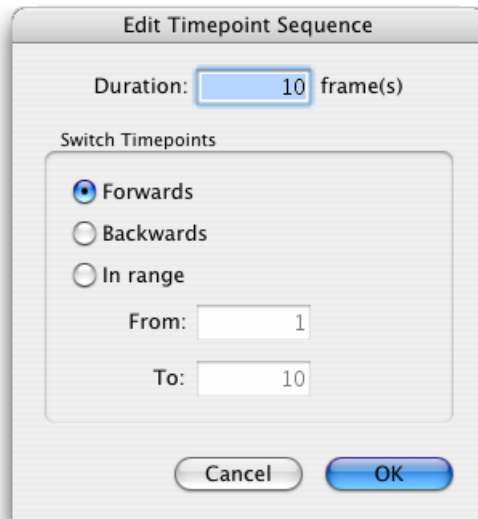 Edit Timepoint Sequence
Duration: 10 frame(s)
Switch Timepoints
Forwards
Backwards
In range
From: 1
To: 10
Cancel OK